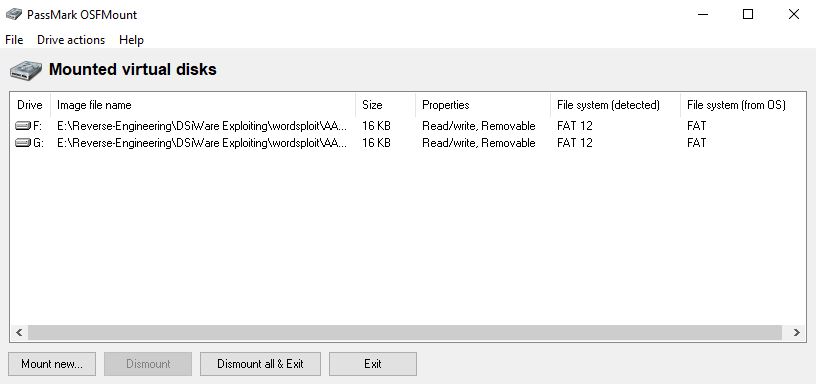 PassMark OSFMount
File Drive actions Help
Mounted virtual disks
Drive Image file name Size Properties File system (detected) File system (from OS)
F: E:\Reverse-Engineering\DSiWare Exploiting\wordsploit\AA... 16 KB Read/write, Removable FAT 12 FAT
G: E:\Reverse-Engineering\DSiWare Exploiting\wordsploit\AA... 16 KB Read/write, Removable FAT 12 FAT
Mount new... Dismount Dismount all & Exit Exit